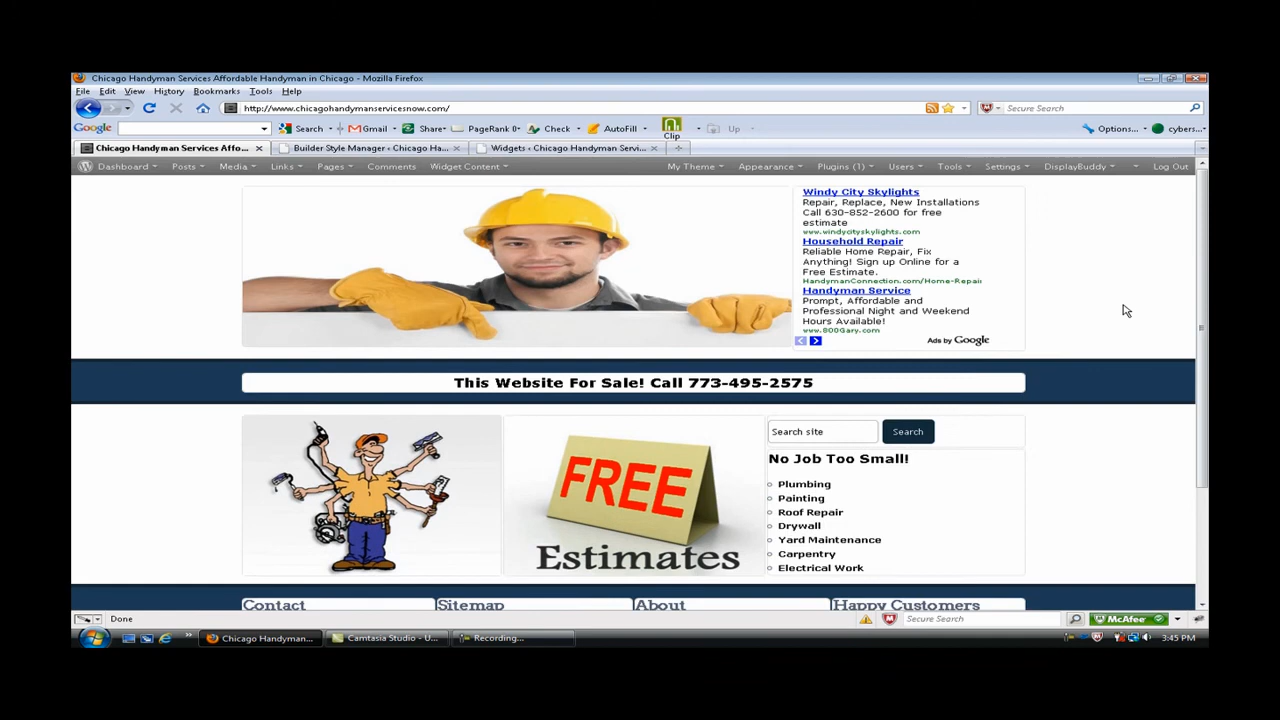 Chicago Handyman Services Affordable Handyman in Chicago - Mozilla Firefox
File Edit View History Bookmarks Tools Help
http://www.chicagohandymanservicesnow.com/ Secure Search
Google Search Gmail Share PageRank 0 Check AutoFill Clip Up Options... cybers...
Chicago Handyman Services Affo... Builder Style Manager ‹ Chicago Ha... Widgets ‹ Chicago Handyman Servi...
Dashboard Posts Media Links Pages Comments Widget Content My Theme Appearance Plugins (1) Users Tools Settings DisplayBuddy Log Out
Windy City Skylights
Repair, Replace, New Installations
Call 630-852-2600 for free
estimate
www.windycityskylights.com
Household Repair
Reliable Home Repair, Fix
Anything! Sign up Online for a
Free Estimate.
HandymanConnection.com/Home-Repair
Handyman Service
Prompt, Affordable and
Professional Night and Weekend
Hours Available!
www.800Gary.com
Ads by Google
This Website For Sale! Call 773-495-2575
FREE
Estimates
Search site Search
No Job Too Small!
Plumbing
Painting
Roof Repair
Drywall
Yard Maintenance
Carpentry
Electrical Work
Contact Sitemap About Happy Customers
Done Secure Search McAfee
Chicago Handyman... Camtasia Studio - U... Recording... 3:45 PM